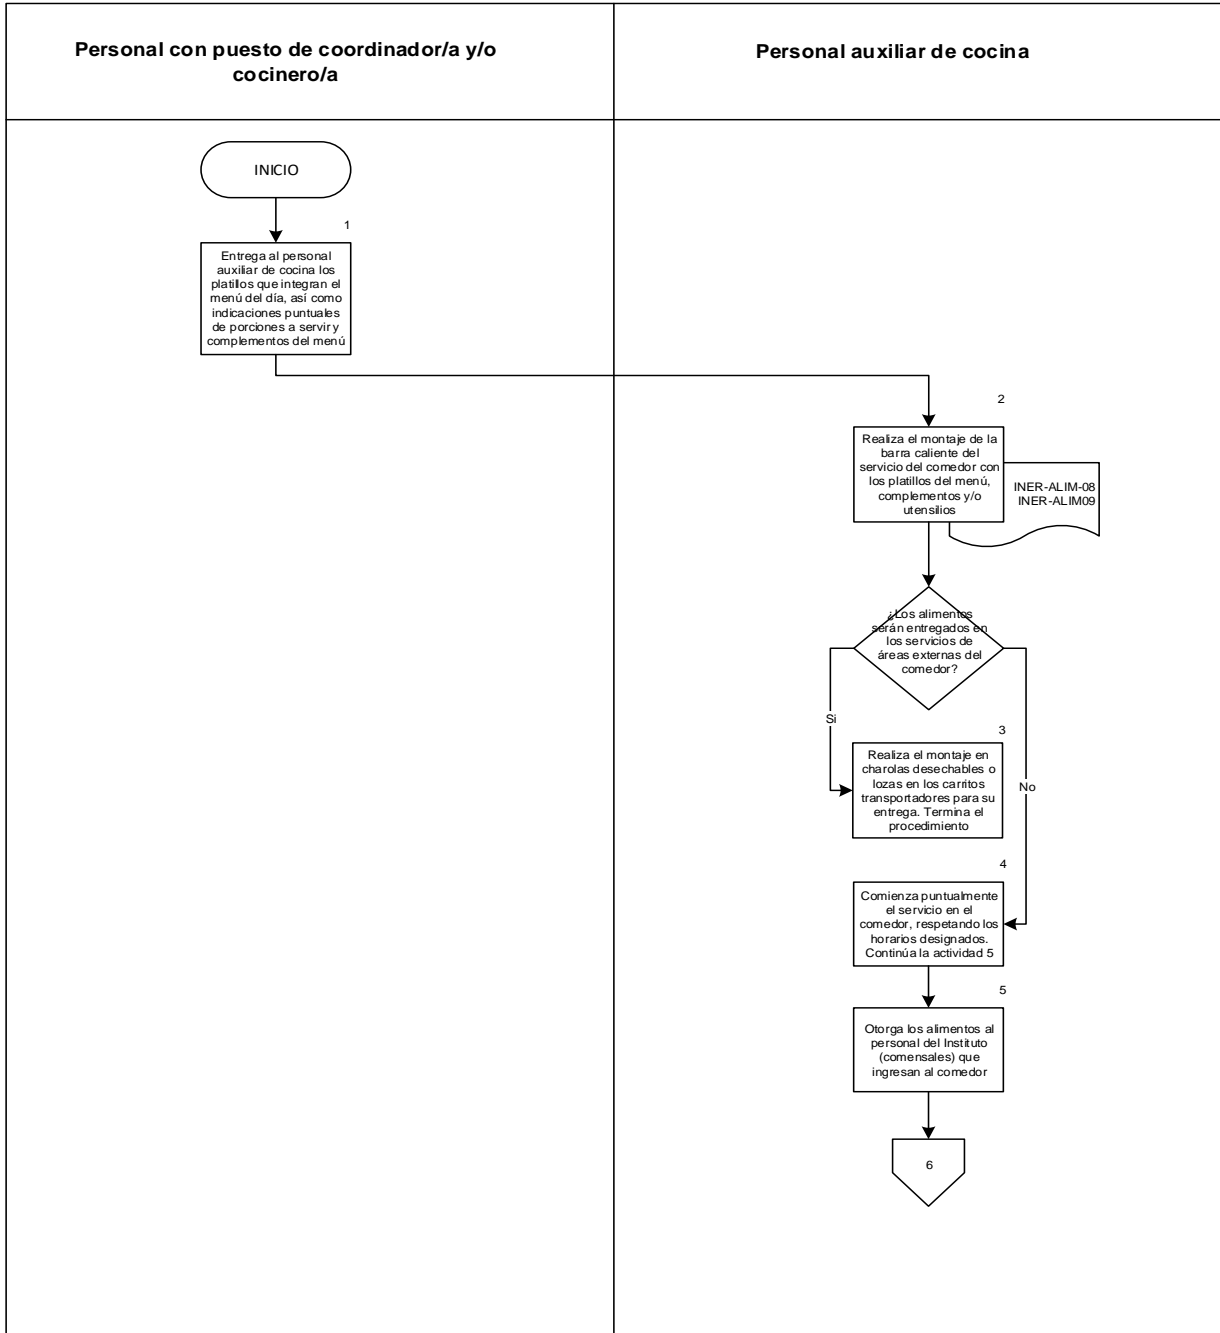 Personal con puesto de coordinador/a y/o
cocinero/a
Personal auxiliar de cocina
INICIO
1
Entrega al personal
auxiliar de cocina los
platillos que integran el
menú del día, así como
indicaciones puntuales
de porciones a servir y
complementos del menú
2
Realiza el montaje de la
barra caliente del
servicio del comedor con
los platillos del menú,
complementos y/o
utensilios
INER-ALIM-08
INER-ALIM09
¿Los alimentos
serán entregados en
los servicios de
áreas externas del
comedor?
Si
3
Realiza el montaje en
charolas desechables o
lozas en los carritos
transportadores para su
entrega. Termina el
procedimiento
No
4
Comienza puntualmente
el servicio en el
comedor, respetando los
horarios designados.
Continúa la actividad 5
5
Otorga los alimentos al
personal del Instituto
(comensales) que
ingresan al comedor
6